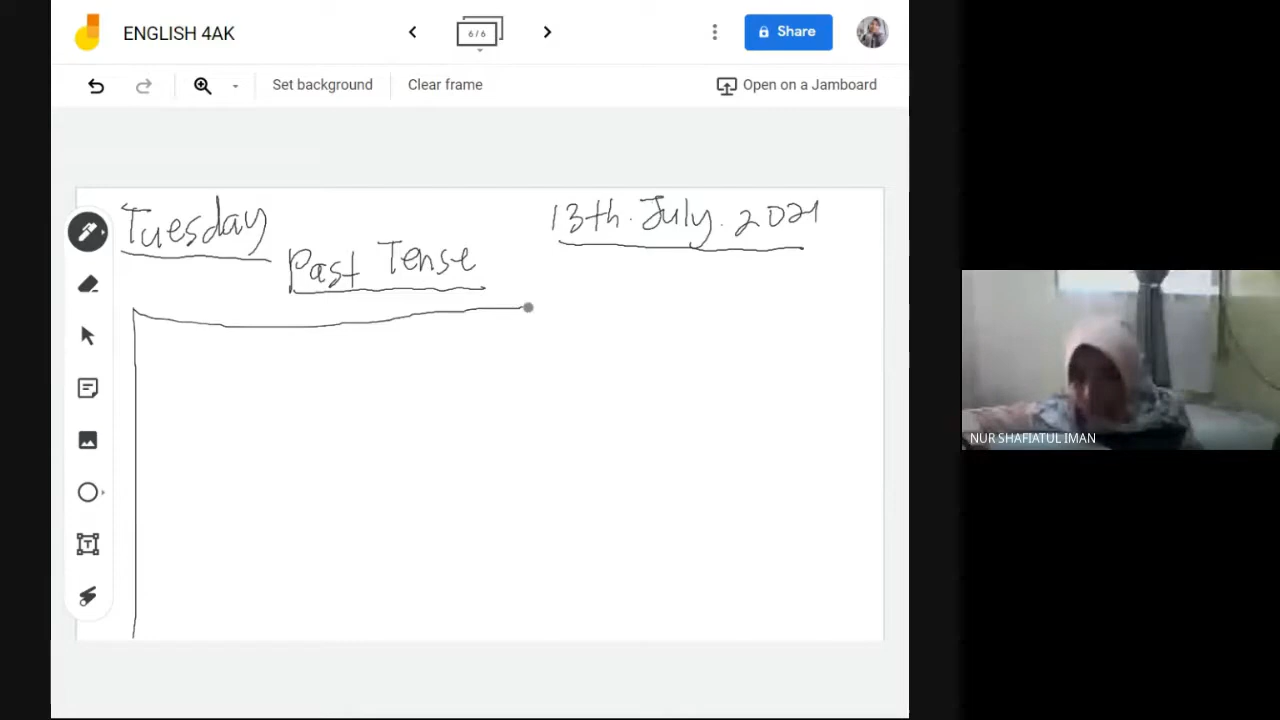 ENGLISH 4AK
6/6
Share
Set background
Clear frame
Open on a Jamboard
Tuesday
13th. July. 2021
Past Tense
T
NUR SHAFIATUL IMAN